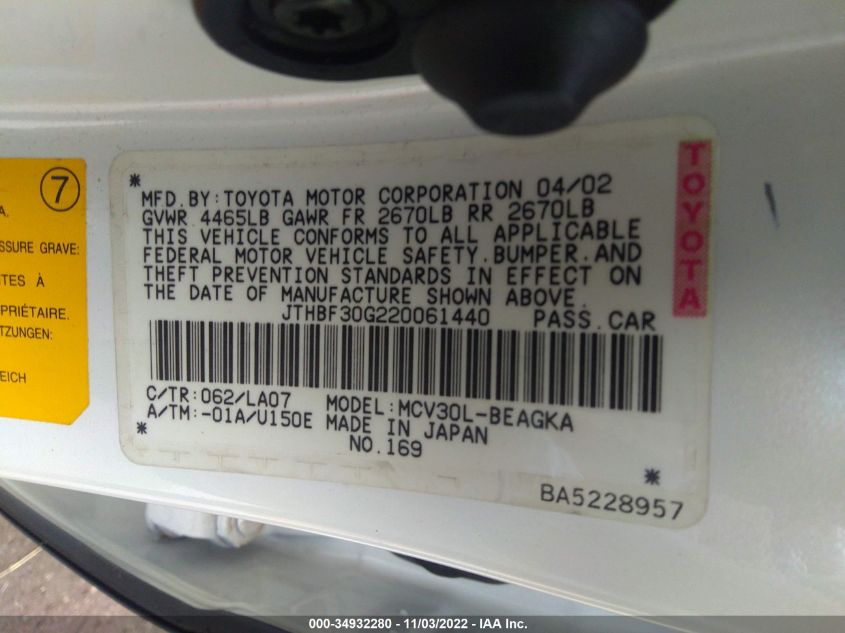 7
A.
SSURE GRAVE:
TES À
PRIÉTAIRE.
TZUNGEN:
EICH
* MFD.BY:TOYOTA MOTOR CORPORATION 04/02
GVWR 4465LB GAWR FR 2670LB RR 2670LB
THIS VEHICLE CONFORMS TO ALL APPLICABLE
FEDERAL MOTOR VEHICLE SAFETY.BUMPER.AND
THEFT PREVENTION STANDARDS IN EFFECT ON
THE DATE OF MANUFACTURE SHOWN ABOVE.
JTHBF30G220061440 PASS.CAR
C/TR:062/LA07 MODEL:MCV30L-BEAGKA
A/TM:-01A/U150E MADE IN JAPAN
* NO.169 *
BA5228957
TOYOTA
000-34932280 - 11/03/2022 - IAA Inc.